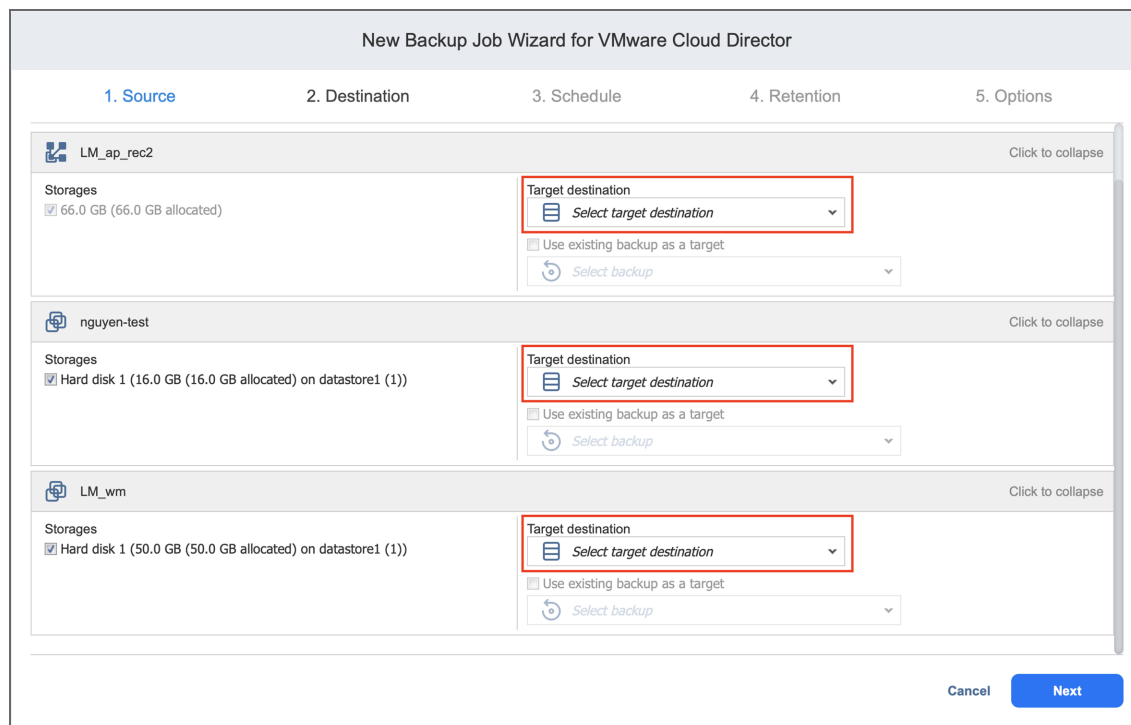 New Backup Job Wizard for VMware Cloud Director
1. Source 2. Destination 3. Schedule 4. Retention 5. Options
LM_ap_rec2 Click to collapse
Storages Target destination
66.0 GB (66.0 GB allocated) Select target destination
Use existing backup as a target
Select backup
nguyen-test Click to collapse
Storages Target destination
Hard disk 1 (16.0 GB (16.0 GB allocated) on datastore1 (1)) Select target destination
Use existing backup as a target
Select backup
LM_wm Click to collapse
Storages Target destination
Hard disk 1 (50.0 GB (50.0 GB allocated) on datastore1 (1)) Select target destination
Use existing backup as a target
Select backup
Cancel Next